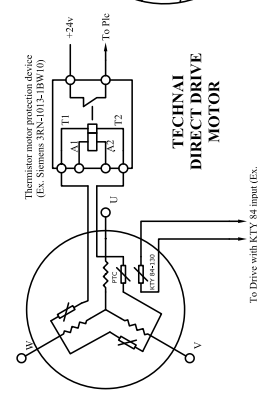 Thermistor motor protection device
(Ex. Siemens 3RN-1013-1BW10)
+24v
To Plc
T1
A1
A2
T2
TECHNAI
DIRECT DRIVE
MOTOR
U
W
V
PTC
KTY 84-130
To Drive with KTY 84 input (Ex.